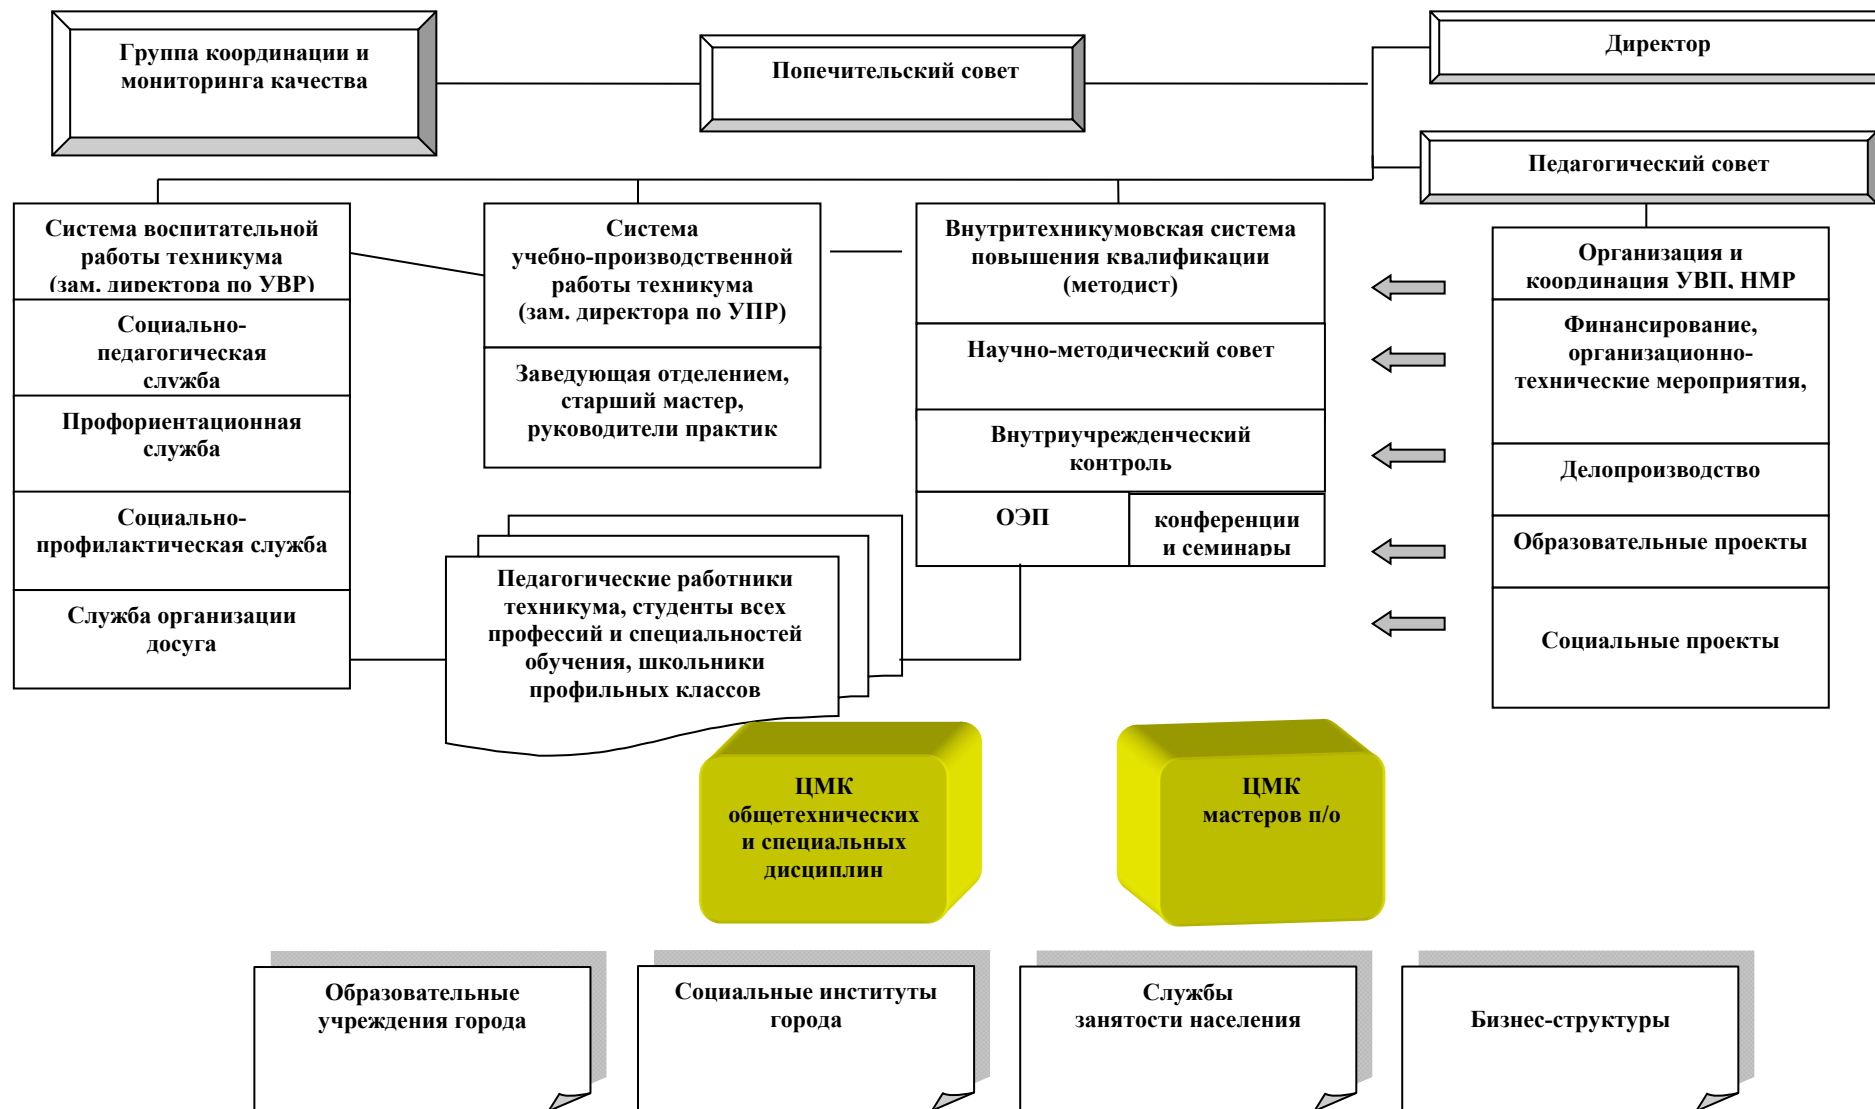 Группа координации и
мониторинга качества
Попечительский совет
Директор
Педагогический совет
Система воспитательной
работы техникума
(зам. директора по УВР)
Социально-
педагогическая
служба
Профориентационная
служба
Социально-
профилактическая служба
Служба организации
досуга
Система
учебно-производственной
работы техникума
(зам. директора по УПР)
Заведующая отделением,
старший мастер,
руководители практик
Внутритехникумовская система
повышения квалификации
(методист)
Научно-методический совет
Внутриучрежденческий
контроль
ОЭП
конференции
и семинары
Организация и
координация УВП, НМР
Финансирование,
организационно-
технические мероприятия,
Делопроизводство
Образовательные проекты
Социальные проекты
Педагогические работники
техникума, студенты всех
профессий и специальностей
обучения, школьники
профильных классов
ЦМК
общетехнических
и специальных
дисциплин
ЦМК
мастеров п/о
Образовательные
учреждения города
Социальные институты
города
Службы
занятости населения
Бизнес-структуры